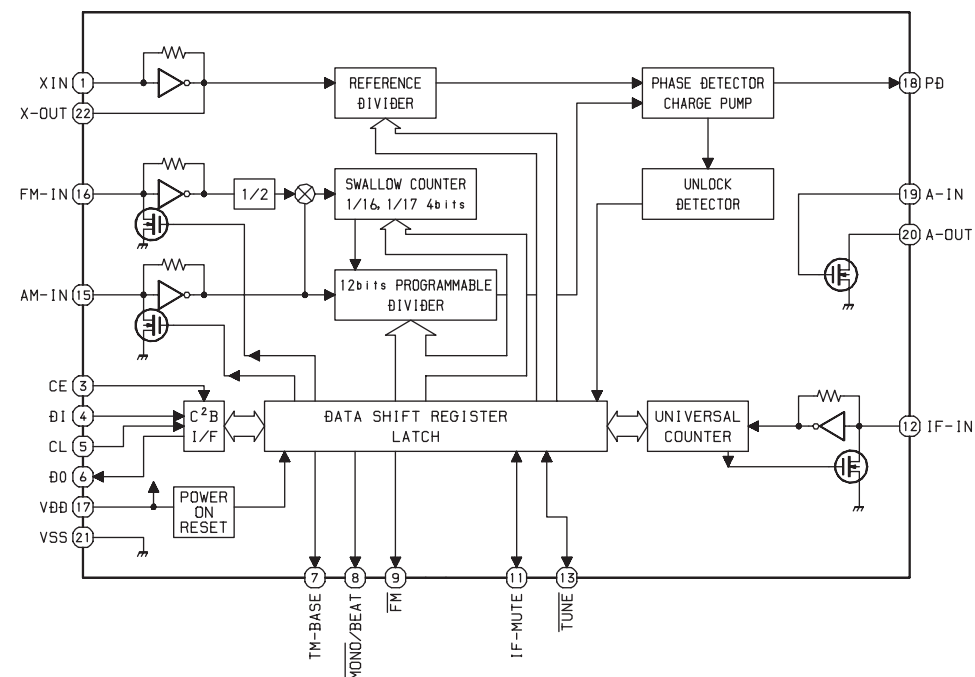 XIN 1
X-OUT 22
REFERENCE
DIVIDER
PHASE DETECTOR
CHARGE PUMP
18 PD
FM-IN 16
1/2
SWALLOW COUNTER
1/16, 1/17 4bits
UNLOCK
DETECTOR
19 A-IN
20 A-OUT
AM-IN 15
12bits PROGRAMMABLE
DIVIDER
CE 3
DI 4
CL 5
DO 6
VDD 17
VSS 21
C²B
I/F
DATA SHIFT REGISTER
LATCH
UNIVERSAL
COUNTER
12 IF-IN
POWER
ON
RESET
7
8
9
11
13
TM-BASE
MONO/BEAT
FM
IF-MUTE
TUNE